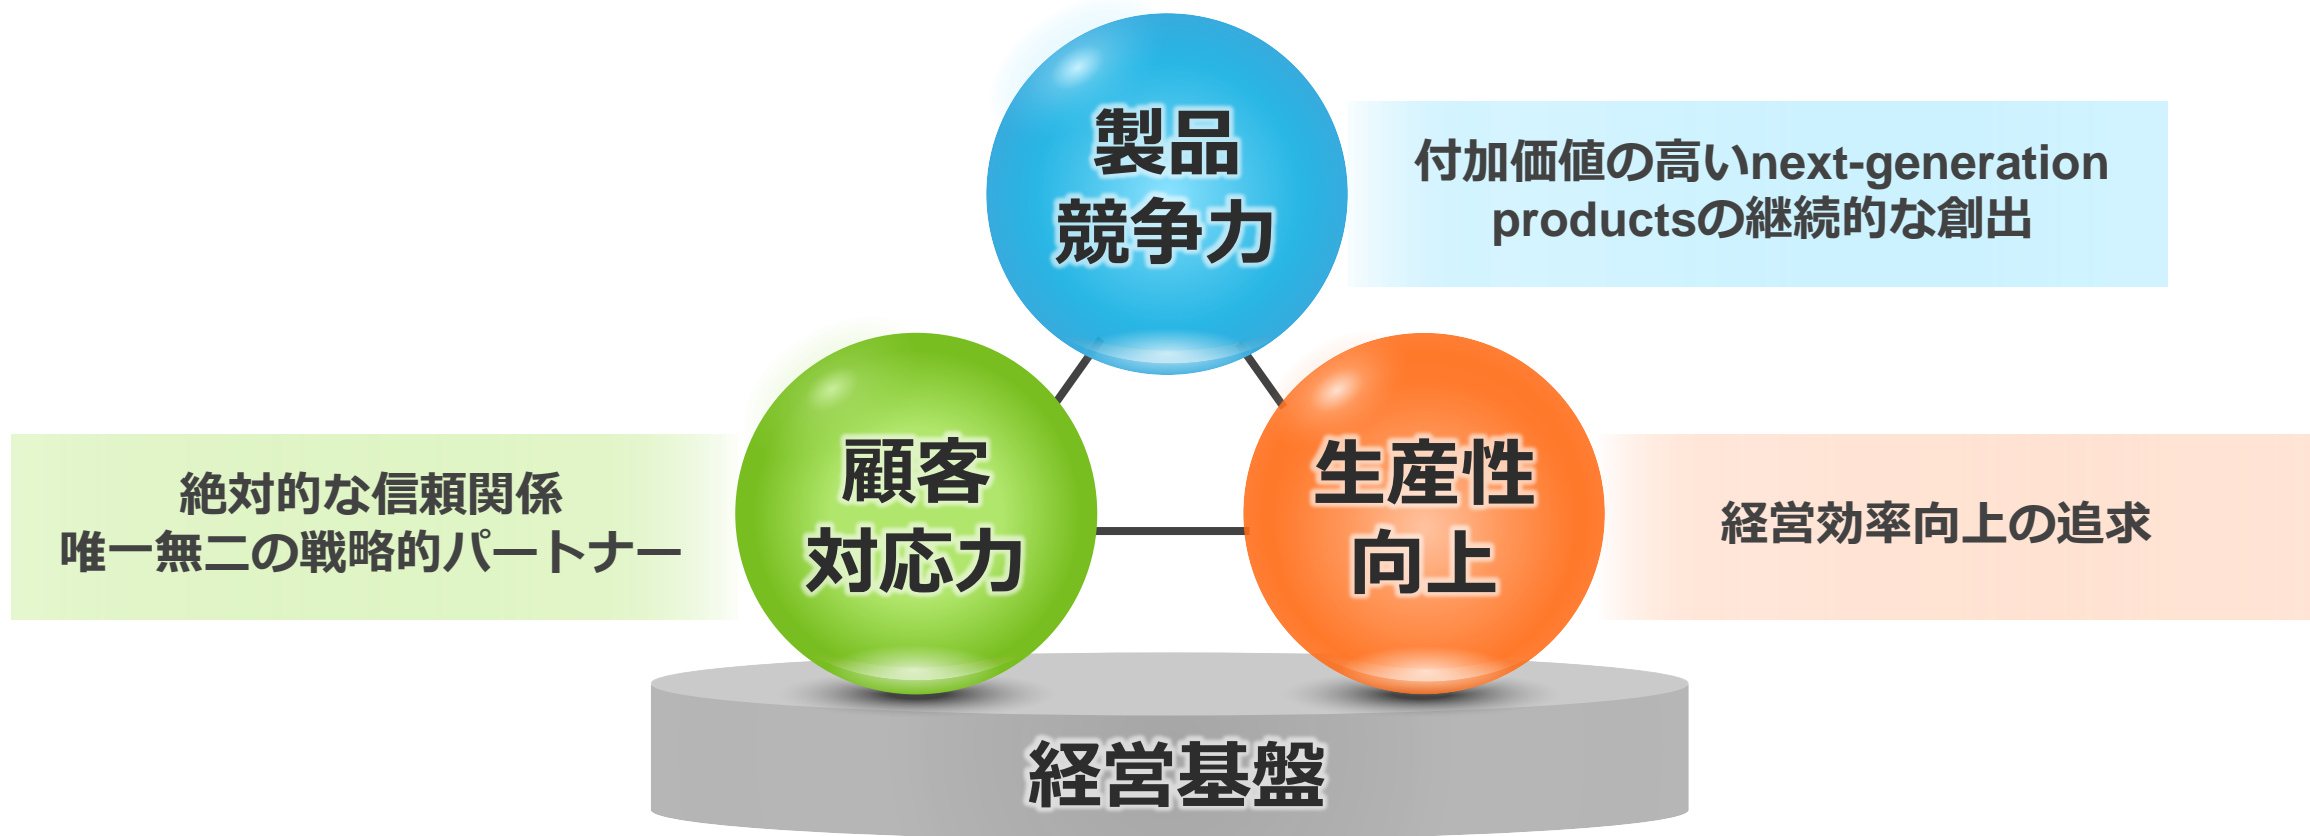 製品
競争力
付加価値の高いnext-generation
productsの継続的な創出
顧客
対応力
絶対的な信頼関係
唯一無二の戦略的パートナー
生産性
向上
経営効率向上の追求
経営基盤